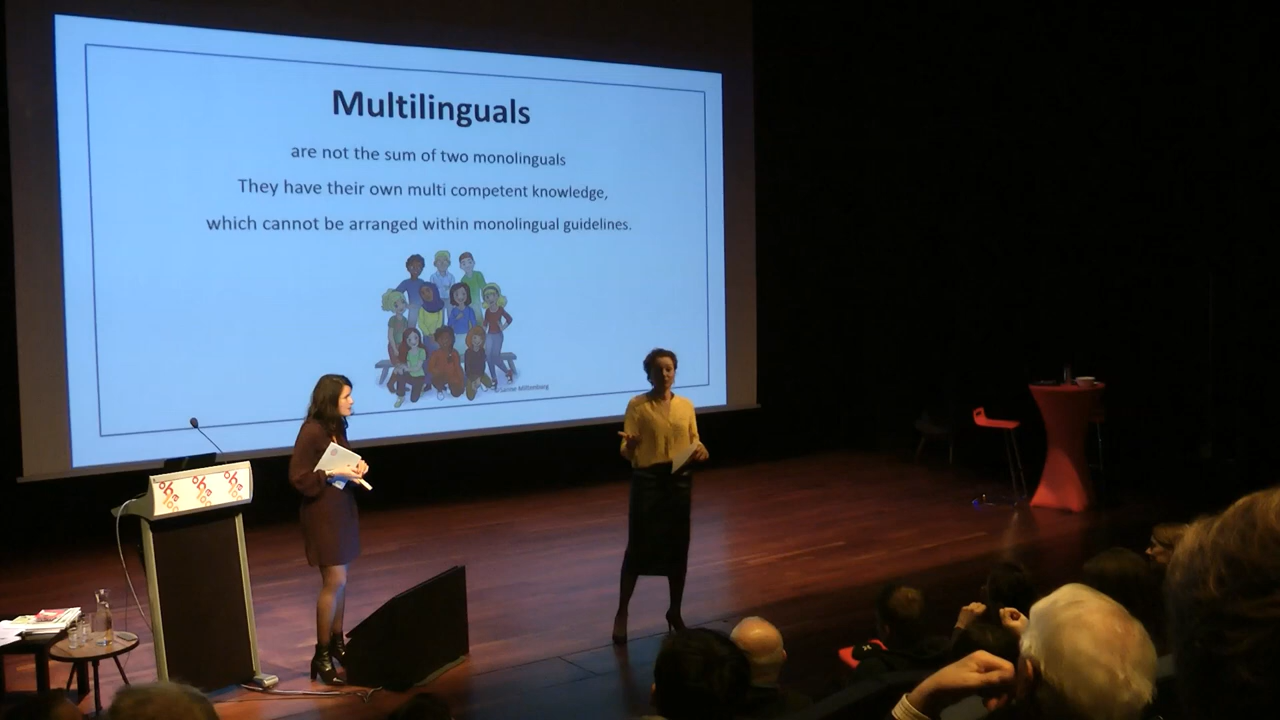 Multilinguals
are not the sum of two monolinguals
They have their own multi competent knowledge,
which cannot be arranged within monolingual guidelines.